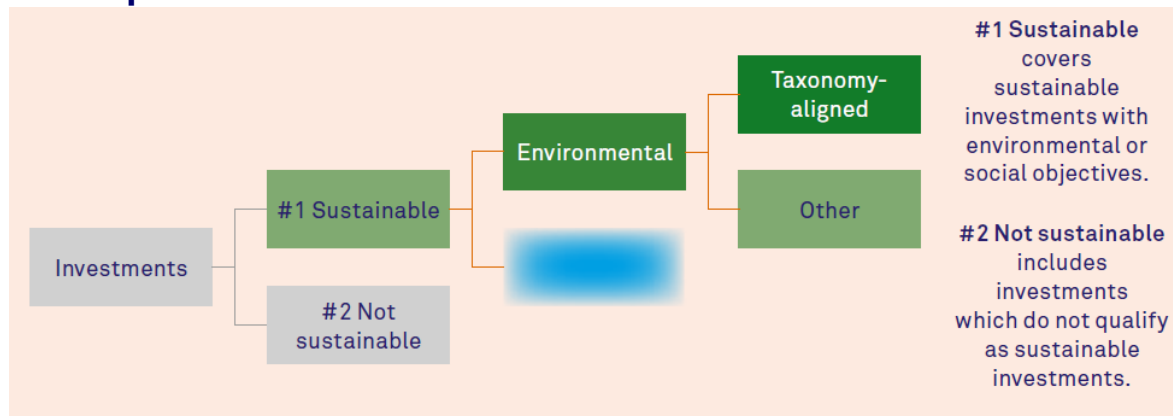 Investments
#1 Sustainable
#2 Not
sustainable
Environmental
Taxonomy-
aligned
Other
#1 Sustainable
covers
sustainable
investments with
environmental or
social objectives.
#2 Not sustainable
includes
investments
which do not qualify
as sustainable
investments.